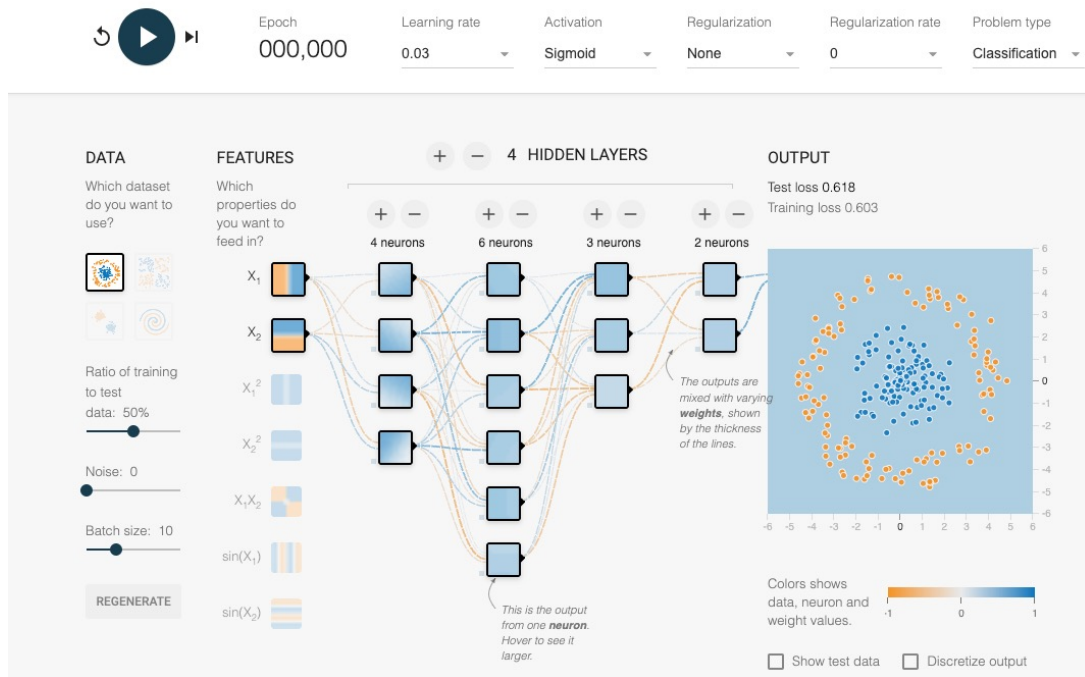 Epoch
000,000
Learning rate
0.03
Activation
Sigmoid
Regularization
None
Regularization rate
0
Problem type
Classification
DATA
Which dataset
do you want to
use?
Ratio of training
to test
data: 50%
Noise: 0
Batch size: 10
REGENERATE
FEATURES
Which
properties do
you want to
feed in?
X₁
X₂
X₁²
X₂²
X₁X₂
sin(X₁)
sin(X₂)
+ − 4 HIDDEN LAYERS
+ −
4 neurons
+ −
6 neurons
+ −
3 neurons
+ −
2 neurons
The outputs are
mixed with varying
weights, shown
by the thickness
of the lines.
This is the output
from one neuron.
Hover to see it
larger.
OUTPUT
Test loss 0.618
Training loss 0.603
6
5
4
3
2
1
0
-1
-2
-3
-4
-5
-6
-6 -5 -4 -3 -2 -1 0 1 2 3 4 5 6
Colors shows
data, neuron and
weight values.
-1 0 1
Show test data
Discretize output